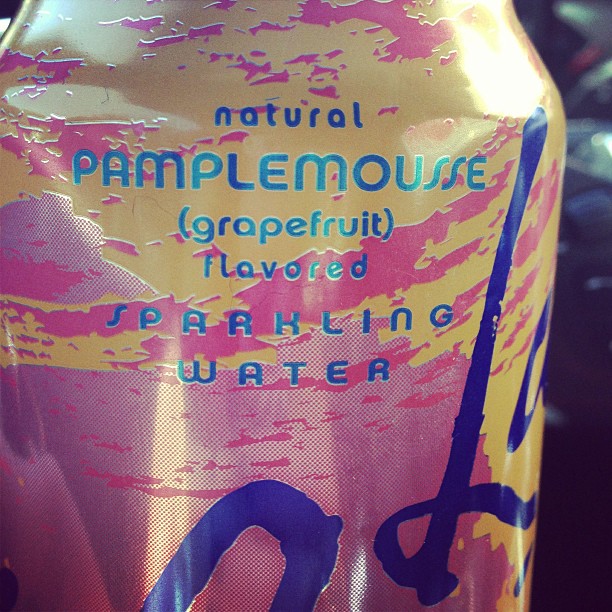 natural
PAMPLEMOUSSE
(grapefruit)
flavored
SPARKLING
WATER